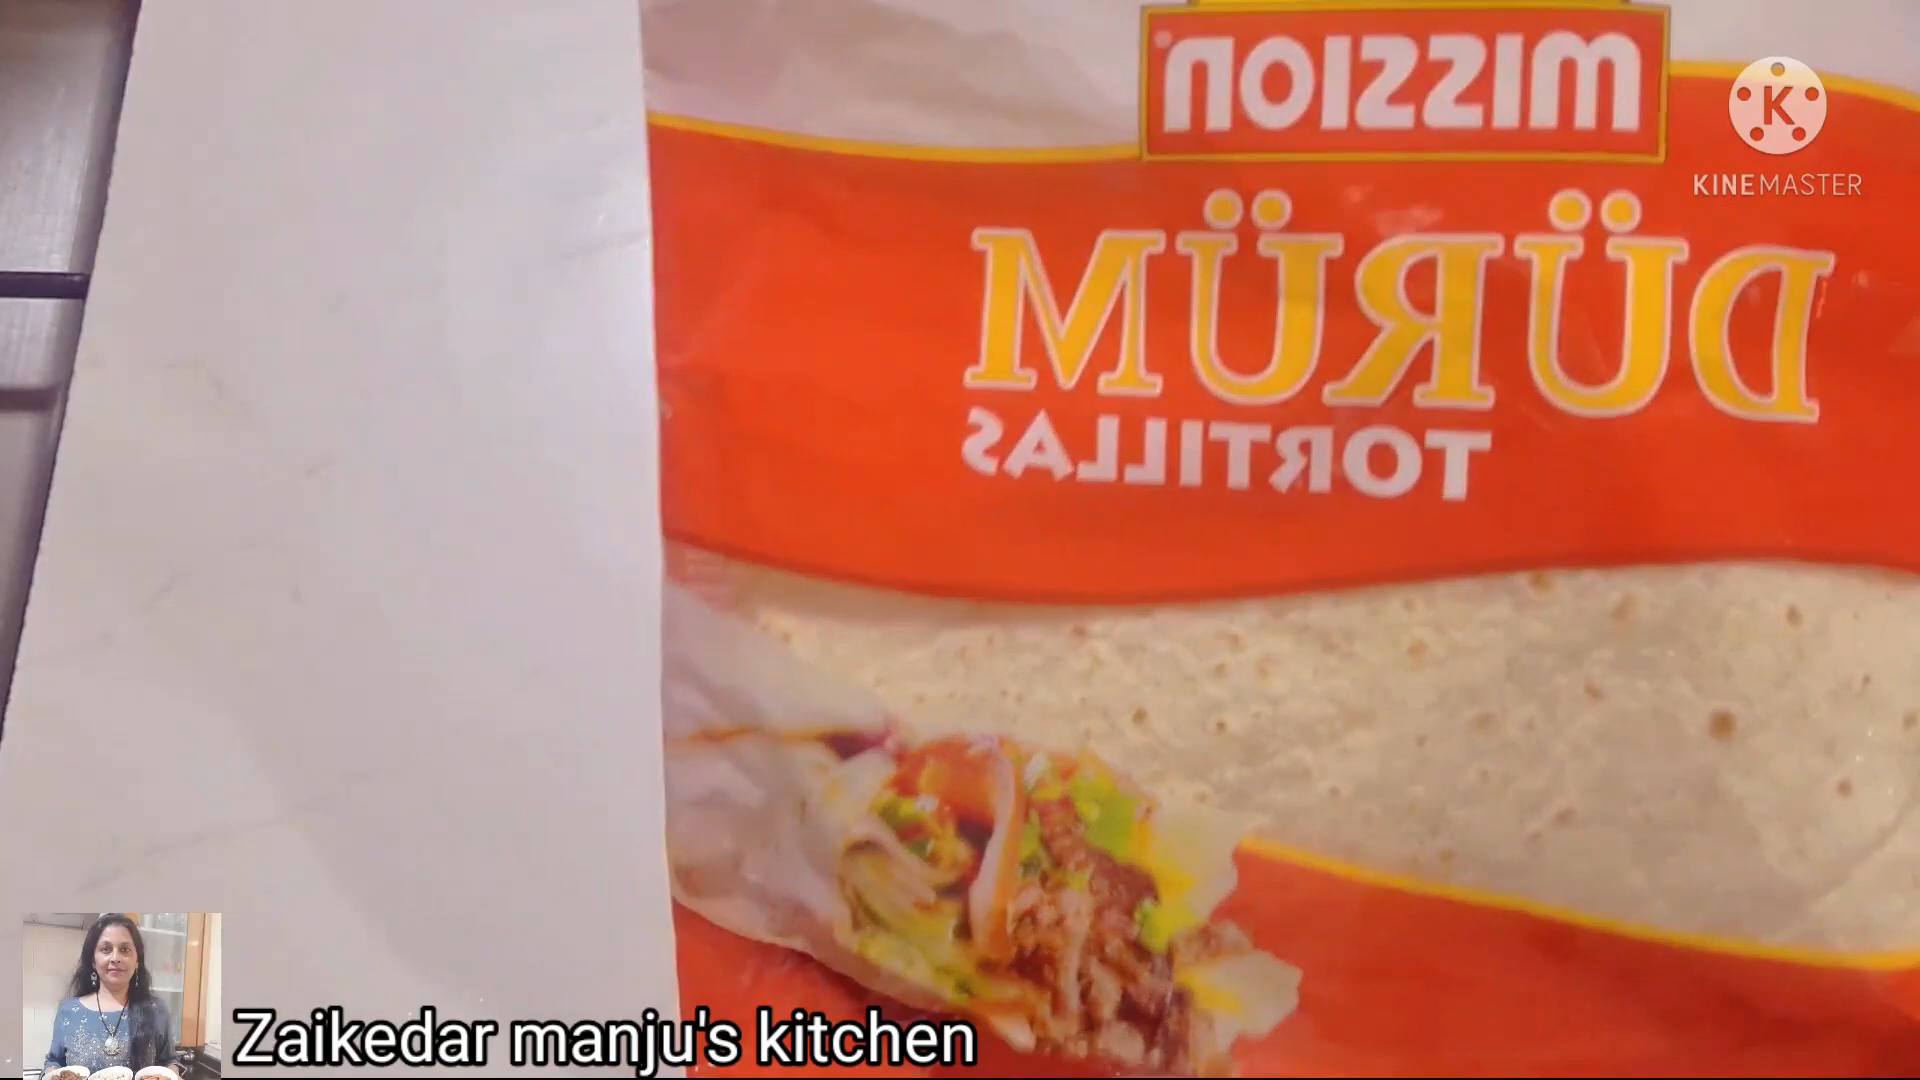 MISSION
KINEMASTER
DÜRÜM
TORTILLAS
Zaikedar manju's kitchen